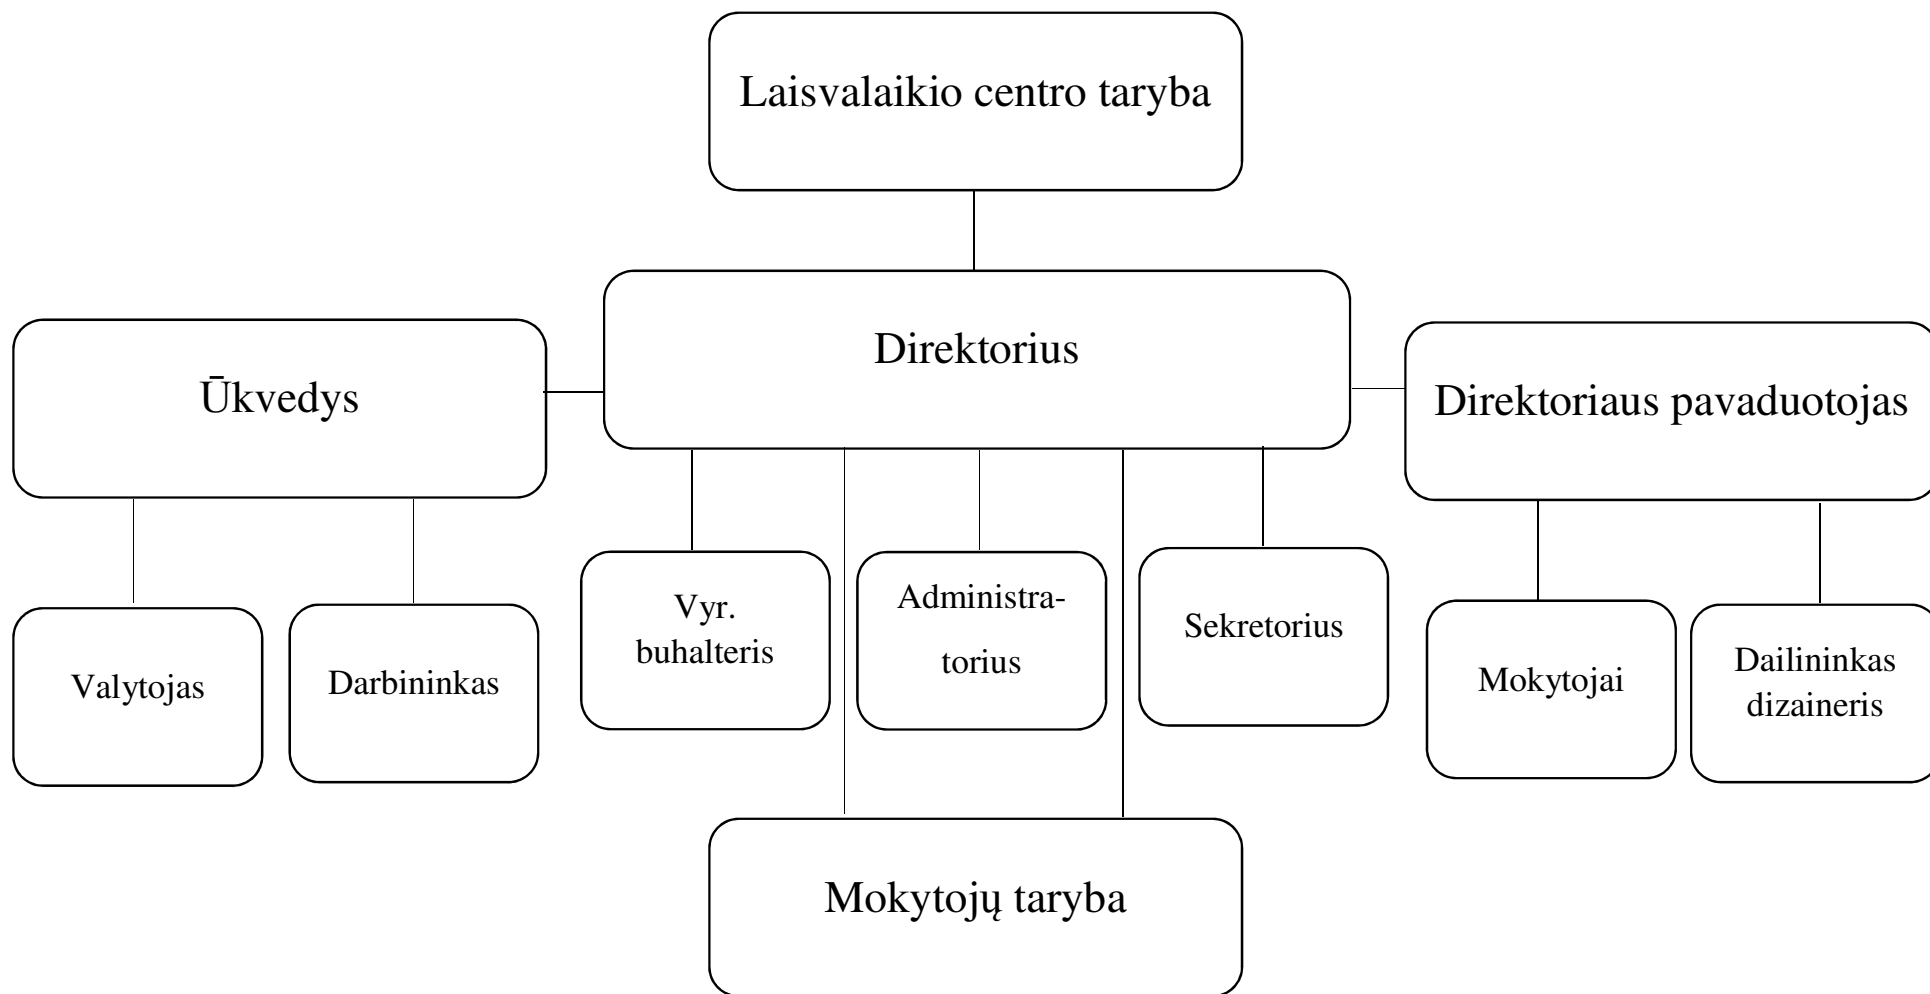 Laisvalaikio centro taryba
Direktorius
Ūkvedys
Direktoriaus pavaduotojas
Vyr.
buhalteris
Administra-
torius
Sekretorius
Valytojas
Darbininkas
Mokytojai
Dailininkas
dizaineris
Mokytojų taryba